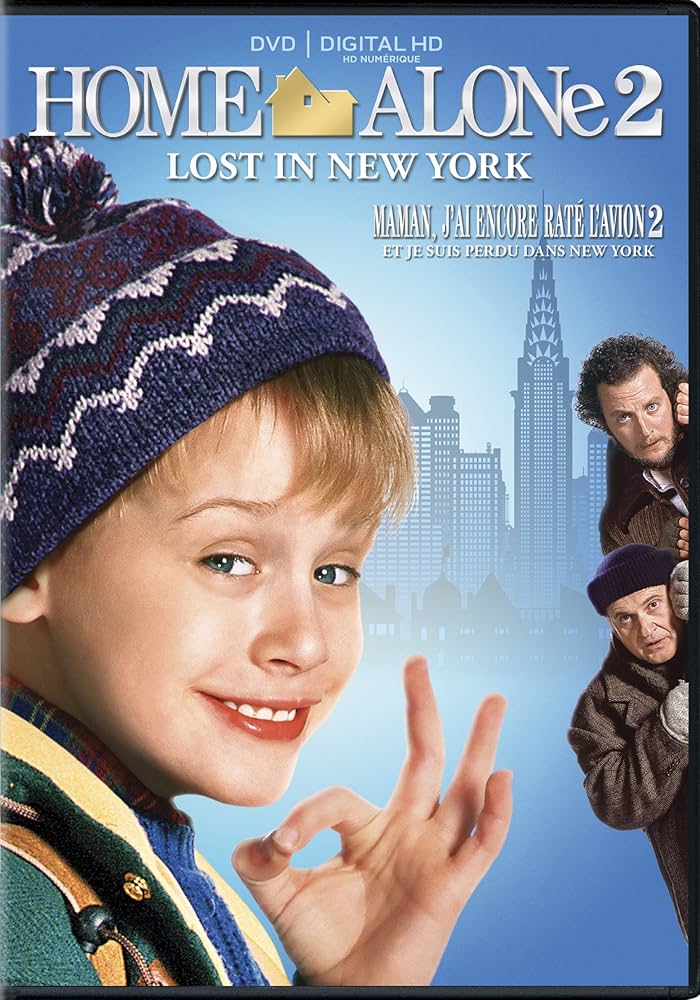 DVD | DIGITAL HD
HD NUMÉRIQUE
HOME ALONe 2
LOST IN NEW YORK
MAMAN, J'AI ENCORE RATÉ L'AVION 2
ET JE SUIS PERDU DANS NEW YORK